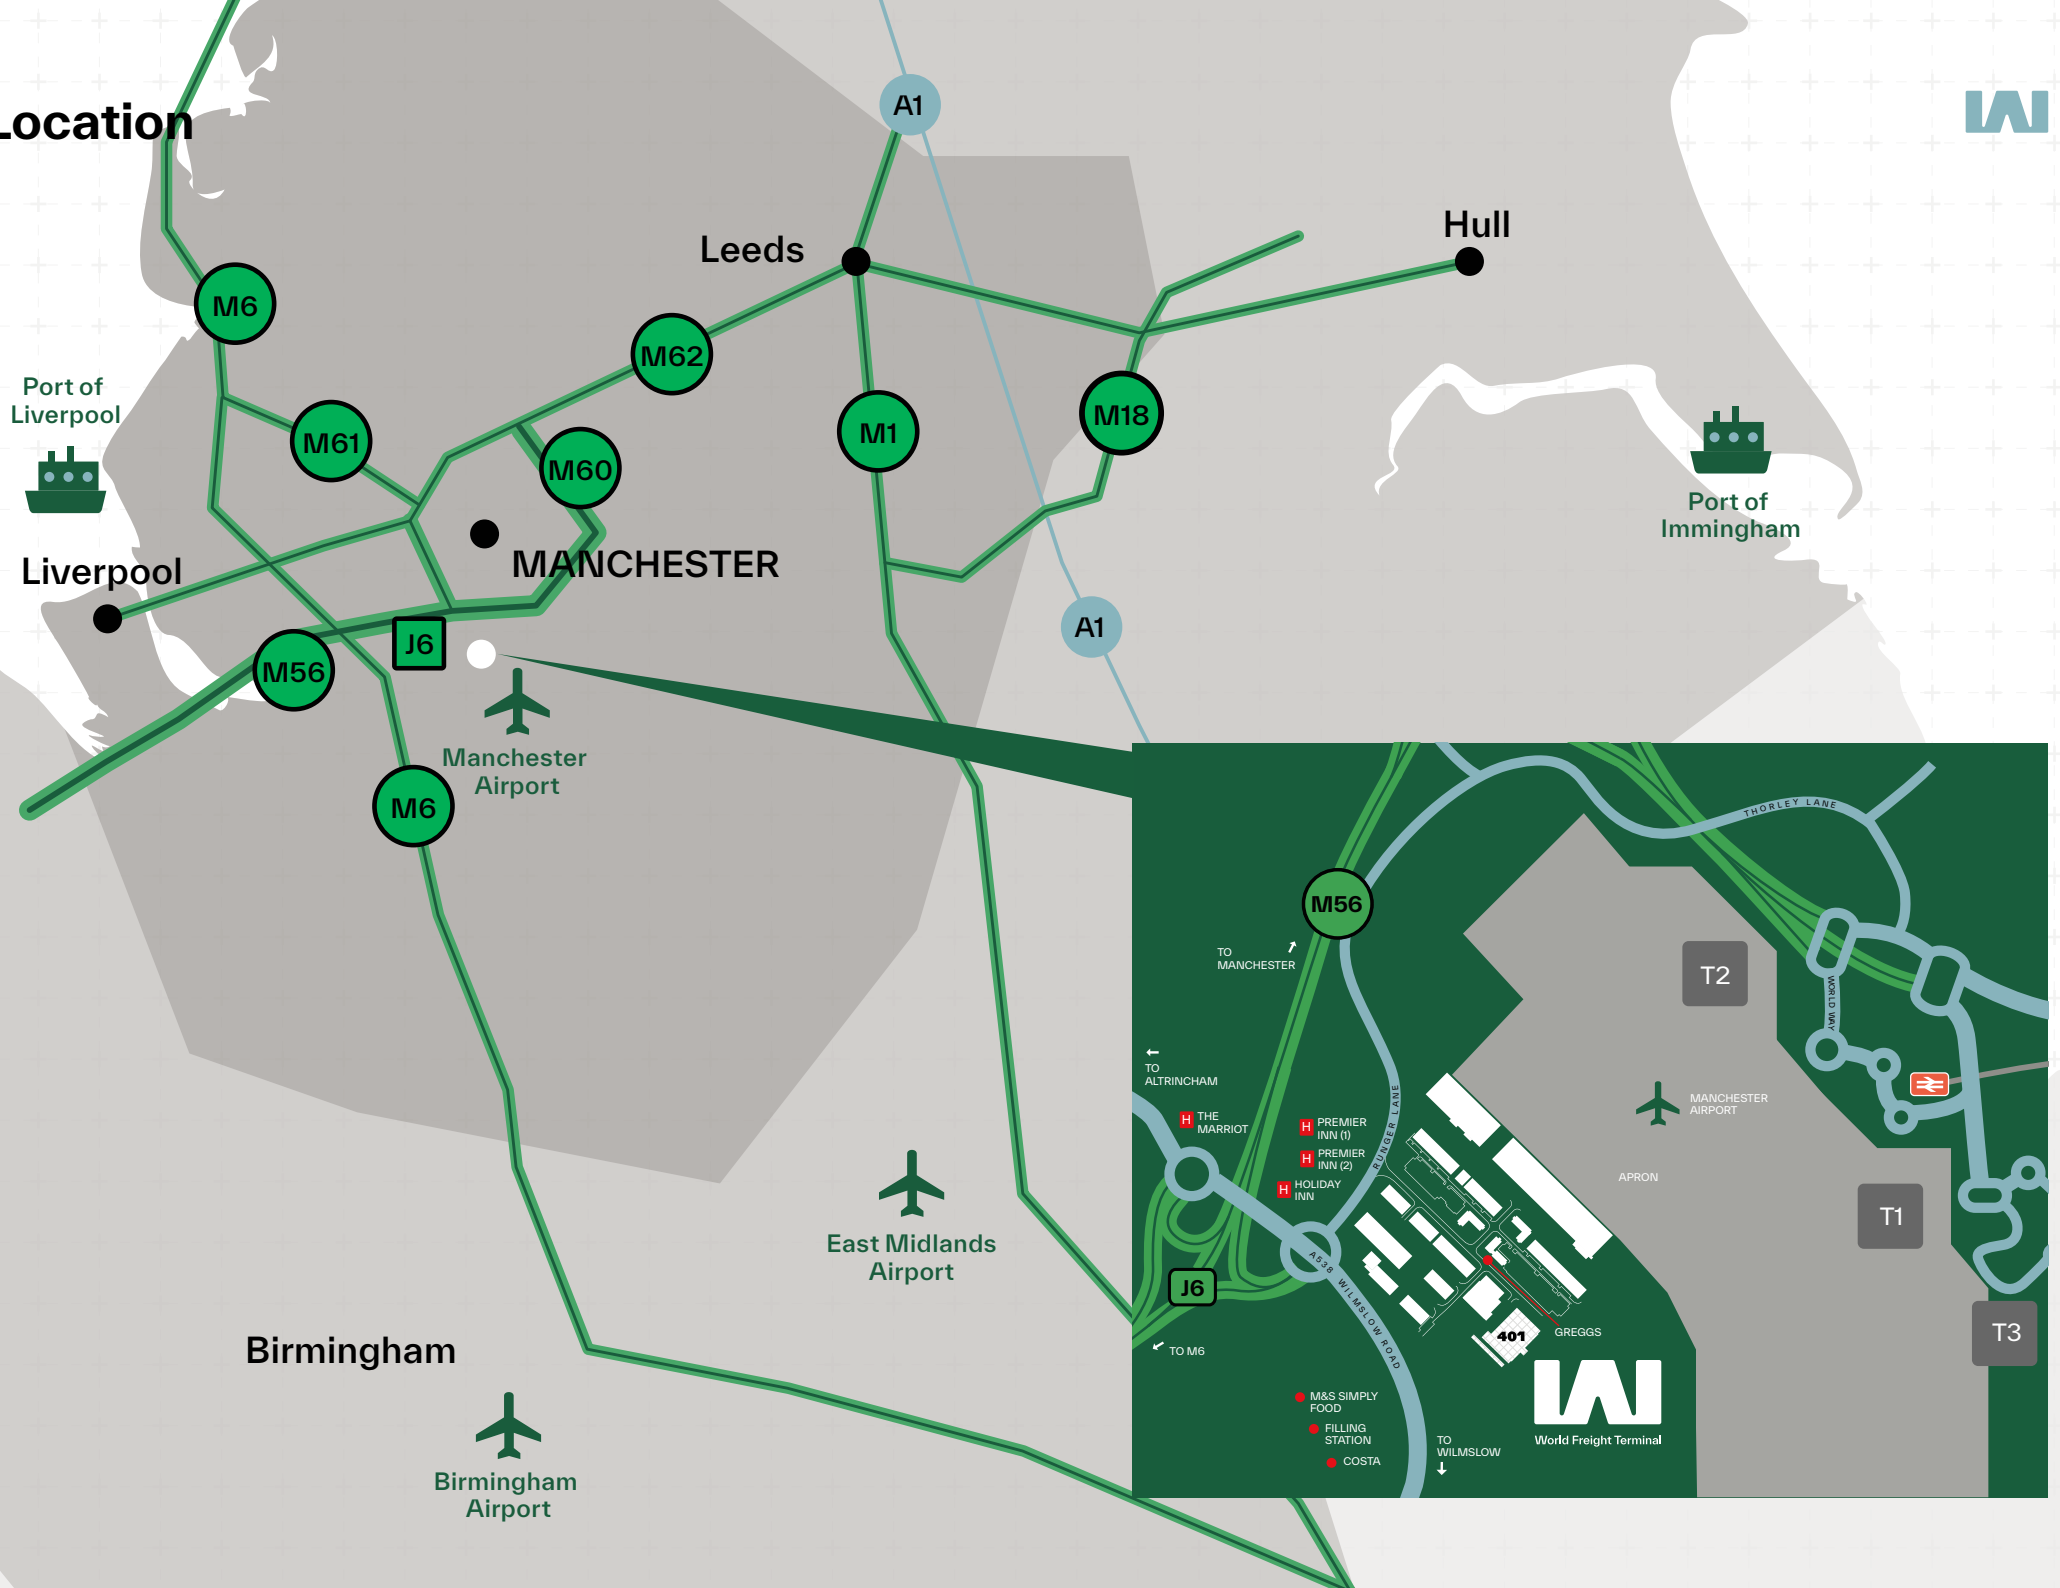 Location
A1
Hull
Leeds
M6
M62
Port of
Liverpool
M61
M1
M18
M60
Port of
Immingham
MANCHESTER
Liverpool
A1
J6
M56
Manchester
Airport
M6
East Midlands
Airport
Birmingham
Birmingham
Airport
THORLEY LANE
M56
TO
MANCHESTER
T2
WORLD WAY
TO
ALTRINCHAM
THE
MARRIOT
H
PREMIER
INN (1)
H
PREMIER
INN (2)
H
HOLIDAY
INN
H
RUNGER LANE
MANCHESTER
AIRPORT
APRON
T1
T3
J6
A538 WILMSLOW ROAD
TO M6
401
GREGGS
M&S SIMPLY
FOOD
FILLING
STATION
COSTA
TO
WILMSLOW
World Freight Terminal